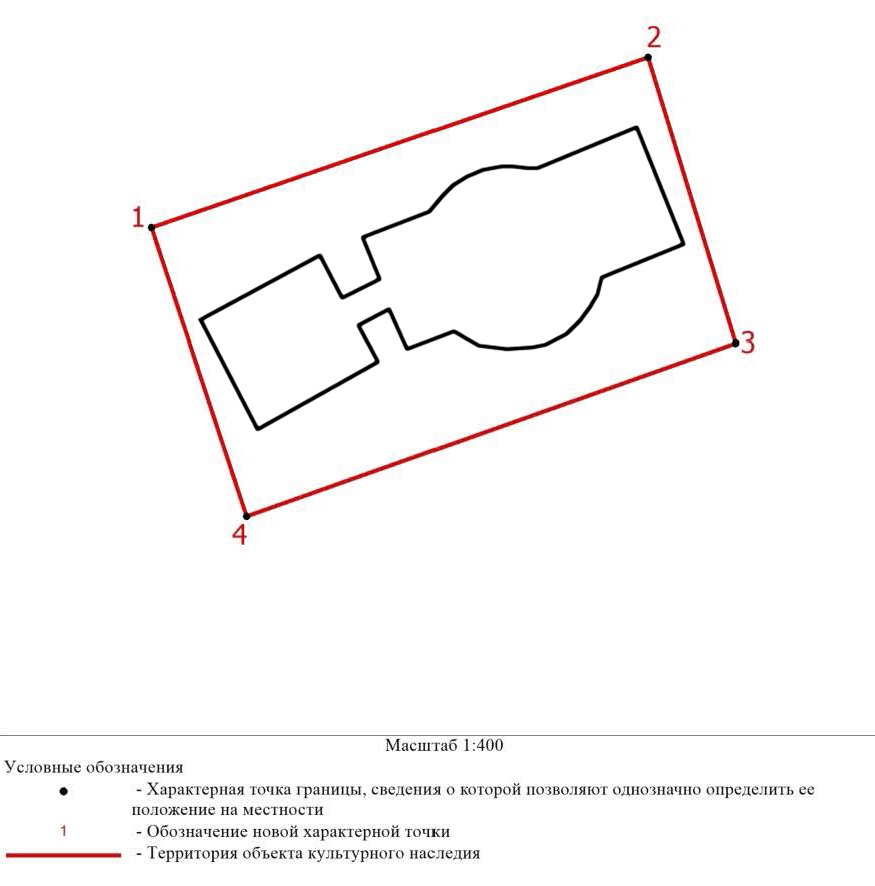 2
1
3
4
Масштаб 1:400
Условные обозначения
- Характерная точка границы, сведения о которой позволяют однозначно определить ее
положение на местности
1 - Обозначение новой характерной точки
- Территория объекта культурного наследия